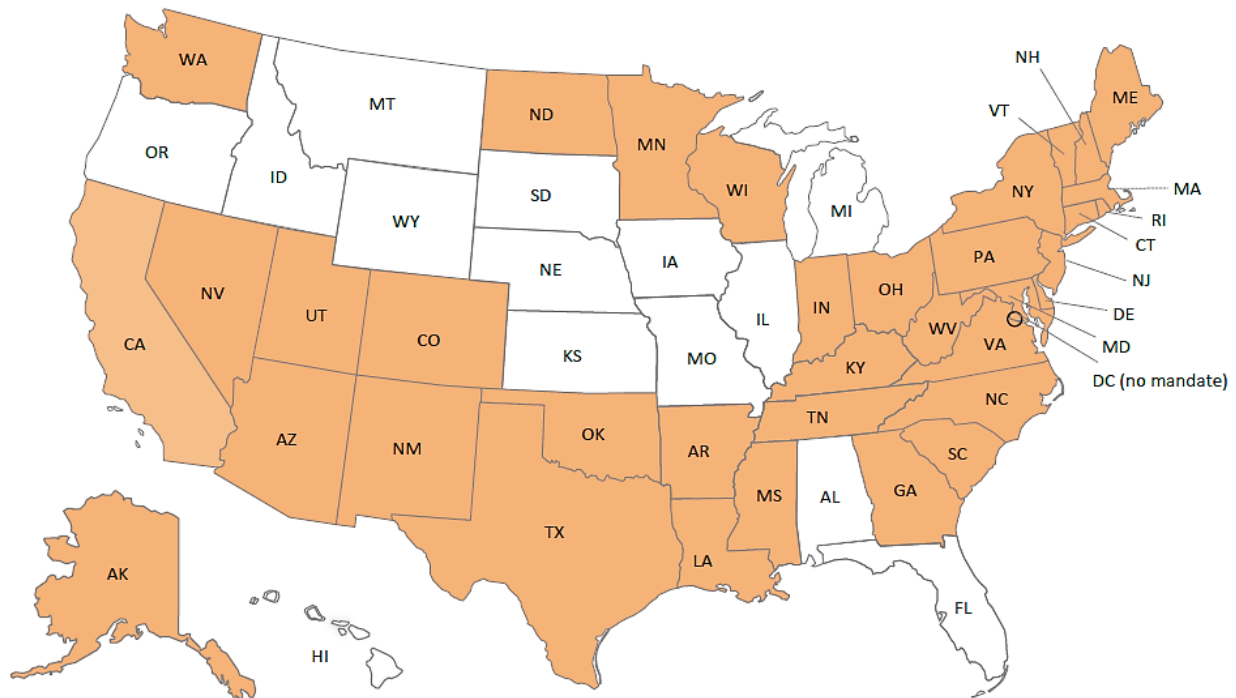 NH
ME
WA
VT
MT
ND
MN
OR
ID
SD
WI
NY
MA
WY
MI
RI
CT
IA
PA
NE
NJ
NV
OH
IN
UT
IL
DE
CO
WV
CA
VA
MD
KS
MO
KY
DC (no mandate)
NC
TN
OK
AZ
NM
AR
SC
GA
MS
AL
TX
LA
AK
FL
HI